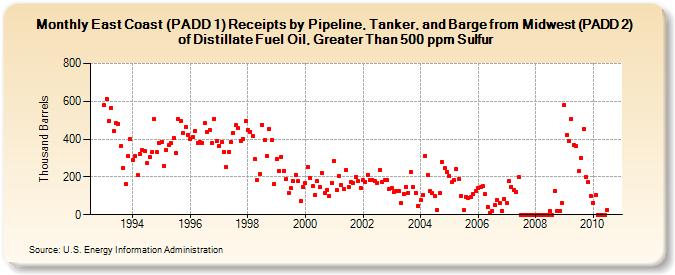 Monthly East Coast (PADD 1) Receipts by Pipeline, Tanker, and Barge from Midwest (PADD 2)
of Distillate Fuel Oil, Greater Than 500 ppm Sulfur
Thousand Barrels
800
600
400
200
0
1994 1996 1998 2000 2002 2004 2006 2008 2010
Source: U.S. Energy Information Administration